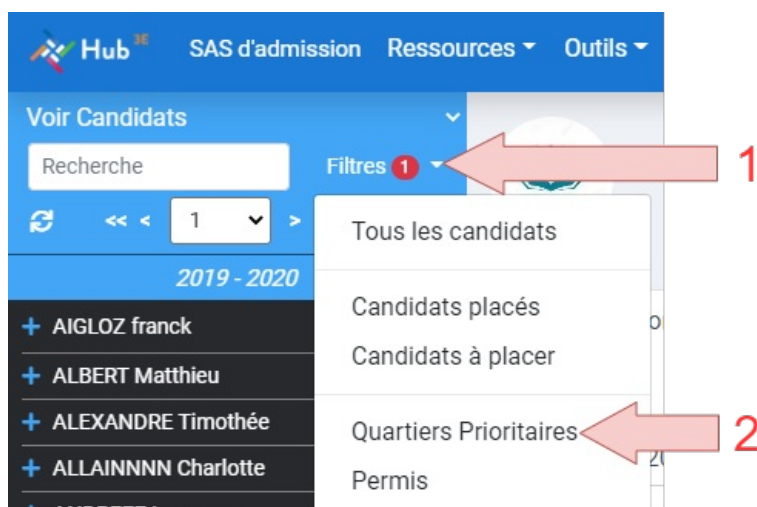 Hub 3E SAS d'admission Ressources Outils
Voir Candidats
Recherche Filtres 1 1
<< < 1 > Tous les candidats
2019 - 2020
Candidats placés
AIGLOZ franck
Candidats à placer
ALBERT Matthieu
ALEXANDRE Timothée
Quartiers Prioritaires 2
ALLAINNNN Charlotte
Permis